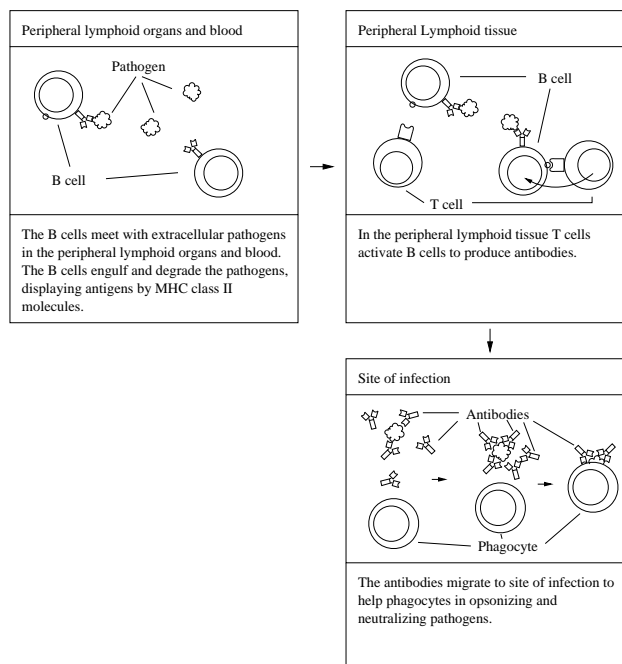 Peripheral lymphoid organs and blood
Pathogen
B cell
The B cells meet with extracellular pathogens
in the peripheral lymphoid organs and blood.
The B cells engulf and degrade the pathogens,
displaying antigens by MHC class II
molecules.
Peripheral Lymphoid tissue
B cell
T cell
In the peripheral lymphoid tissue T cells
activate B cells to produce antibodies.
Site of infection
Antibodies
Phagocyte
The antibodies migrate to site of infection to
help phagocytes in opsonizing and
neutralizing pathogens.